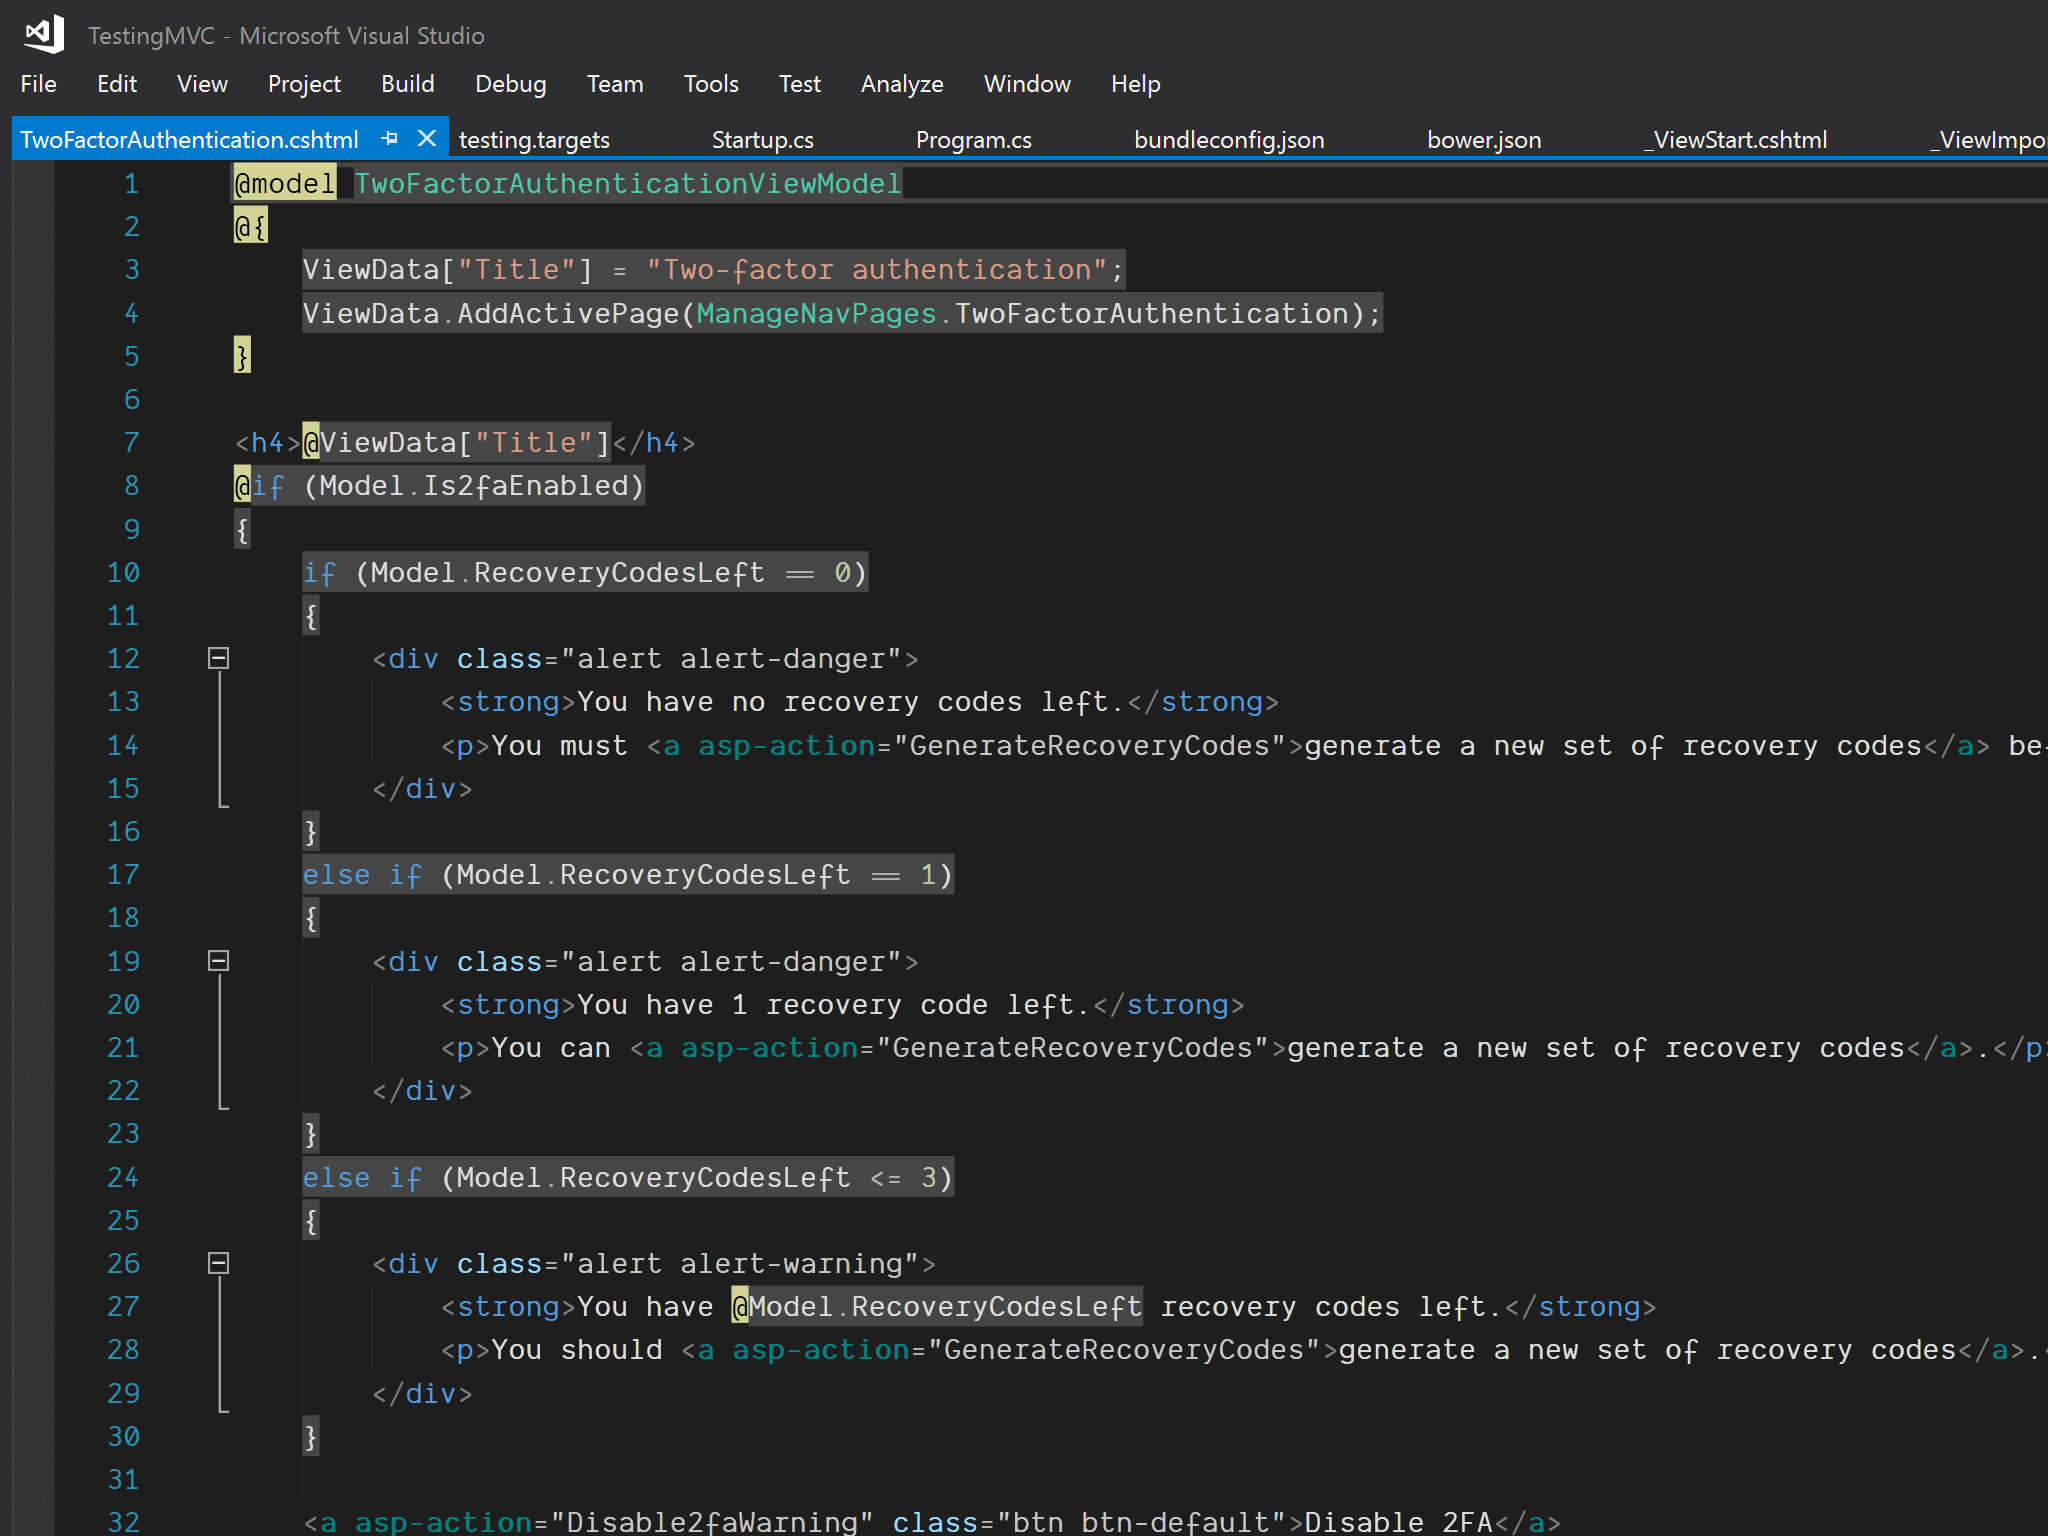 TestingMVC - Microsoft Visual Studio
File Edit View Project Build Debug Team Tools Test Analyze Window Help
TwoFactorAuthentication.cshtml testing.targets Startup.cs Program.cs bundleconfig.json bower.json _ViewStart.cshtml _ViewImpo
1 @model TwoFactorAuthenticationViewModel
2 @{
3 ViewData["Title"] = "Two-factor authentication";
4 ViewData.AddActivePage(ManageNavPages.TwoFactorAuthentication);
5 }
6
7 <h4>@ViewData["Title"]</h4>
8 @if (Model.Is2faEnabled)
9 {
10 if (Model.RecoveryCodesLeft == 0)
11 {
12 <div class="alert alert-danger">
13 <strong>You have no recovery codes left.</strong>
14 <p>You must <a asp-action="GenerateRecoveryCodes">generate a new set of recovery codes</a> be
15 </div>
16 }
17 else if (Model.RecoveryCodesLeft == 1)
18 {
19 <div class="alert alert-danger">
20 <strong>You have 1 recovery code left.</strong>
21 <p>You can <a asp-action="GenerateRecoveryCodes">generate a new set of recovery codes</a>.</p>
22 </div>
23 }
24 else if (Model.RecoveryCodesLeft <= 3)
25 {
26 <div class="alert alert-warning">
27 <strong>You have @Model.RecoveryCodesLeft recovery codes left.</strong>
28 <p>You should <a asp-action="GenerateRecoveryCodes">generate a new set of recovery codes</a>.
29 </div>
30 }
31
32 <a asp-action="Disable2faWarning" class="btn btn-default">Disable 2FA</a>